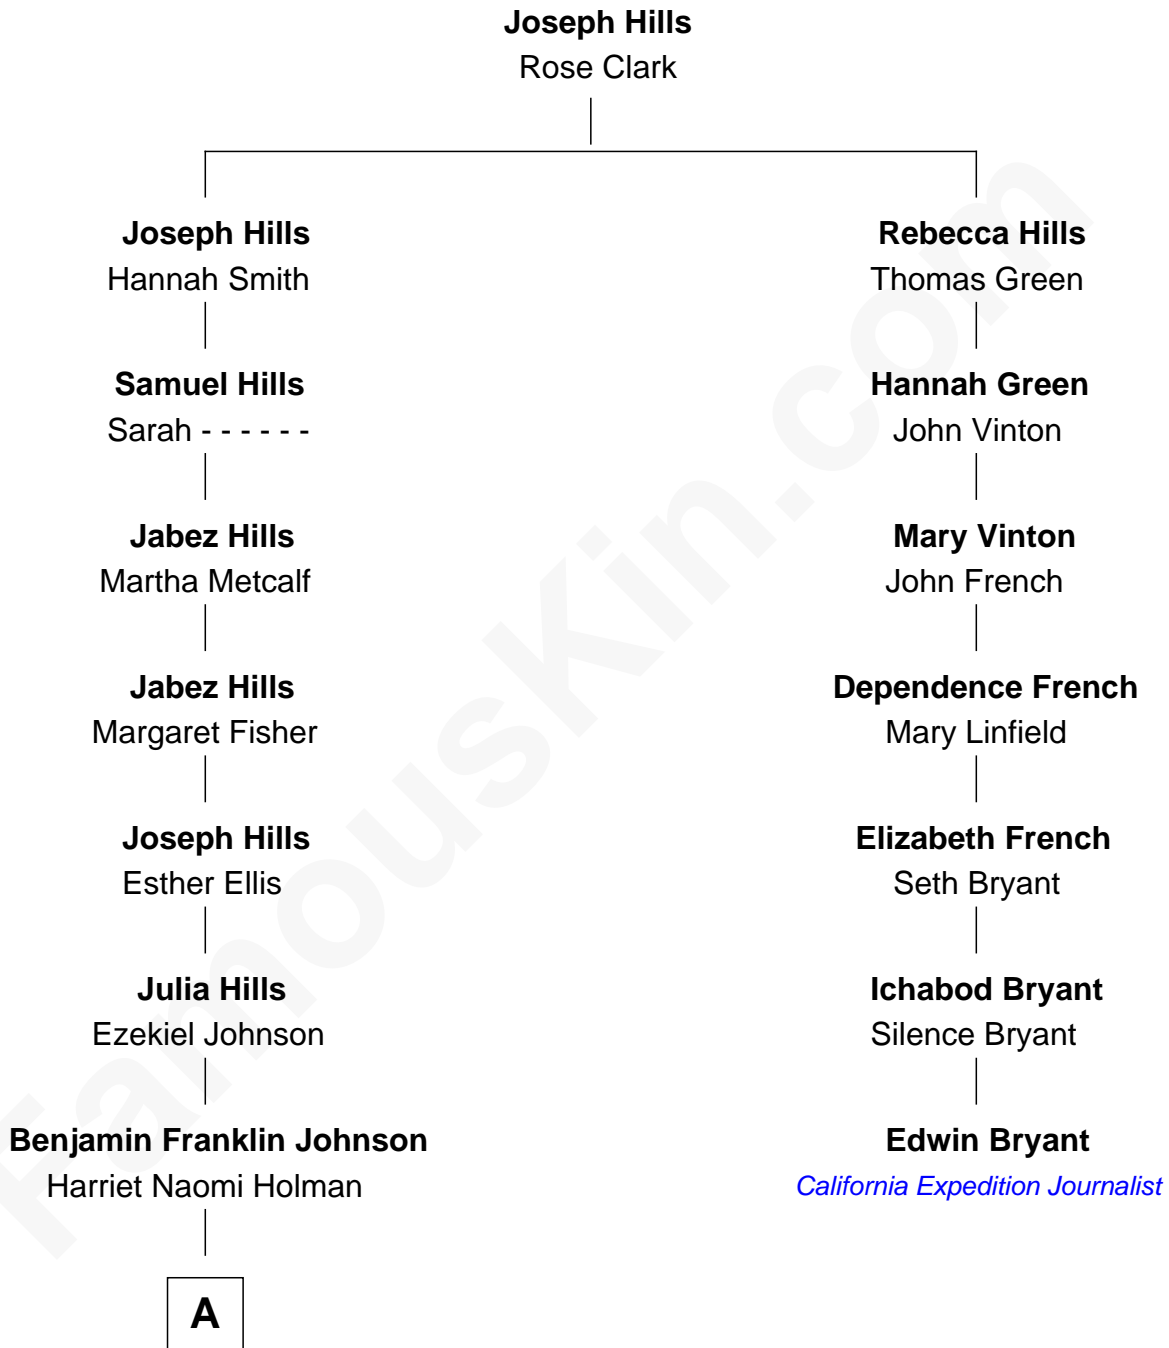 Joseph Hills
Rose Clark
Joseph Hills
Hannah Smith
Rebecca Hills
Thomas Green
Samuel Hills
Sarah - - - - - -
Hannah Green
John Vinton
Jabez Hills
Martha Metcalf
Mary Vinton
John French
Jabez Hills
Margaret Fisher
Dependence French
Mary Linfield
Joseph Hills
Esther Ellis
Elizabeth French
Seth Bryant
Julia Hills
Ezekiel Johnson
Ichabod Bryant
Silence Bryant
Benjamin Franklin Johnson
Harriet Naomi Holman
Edwin Bryant
California Expedition Journalist
A
FamousKin.com